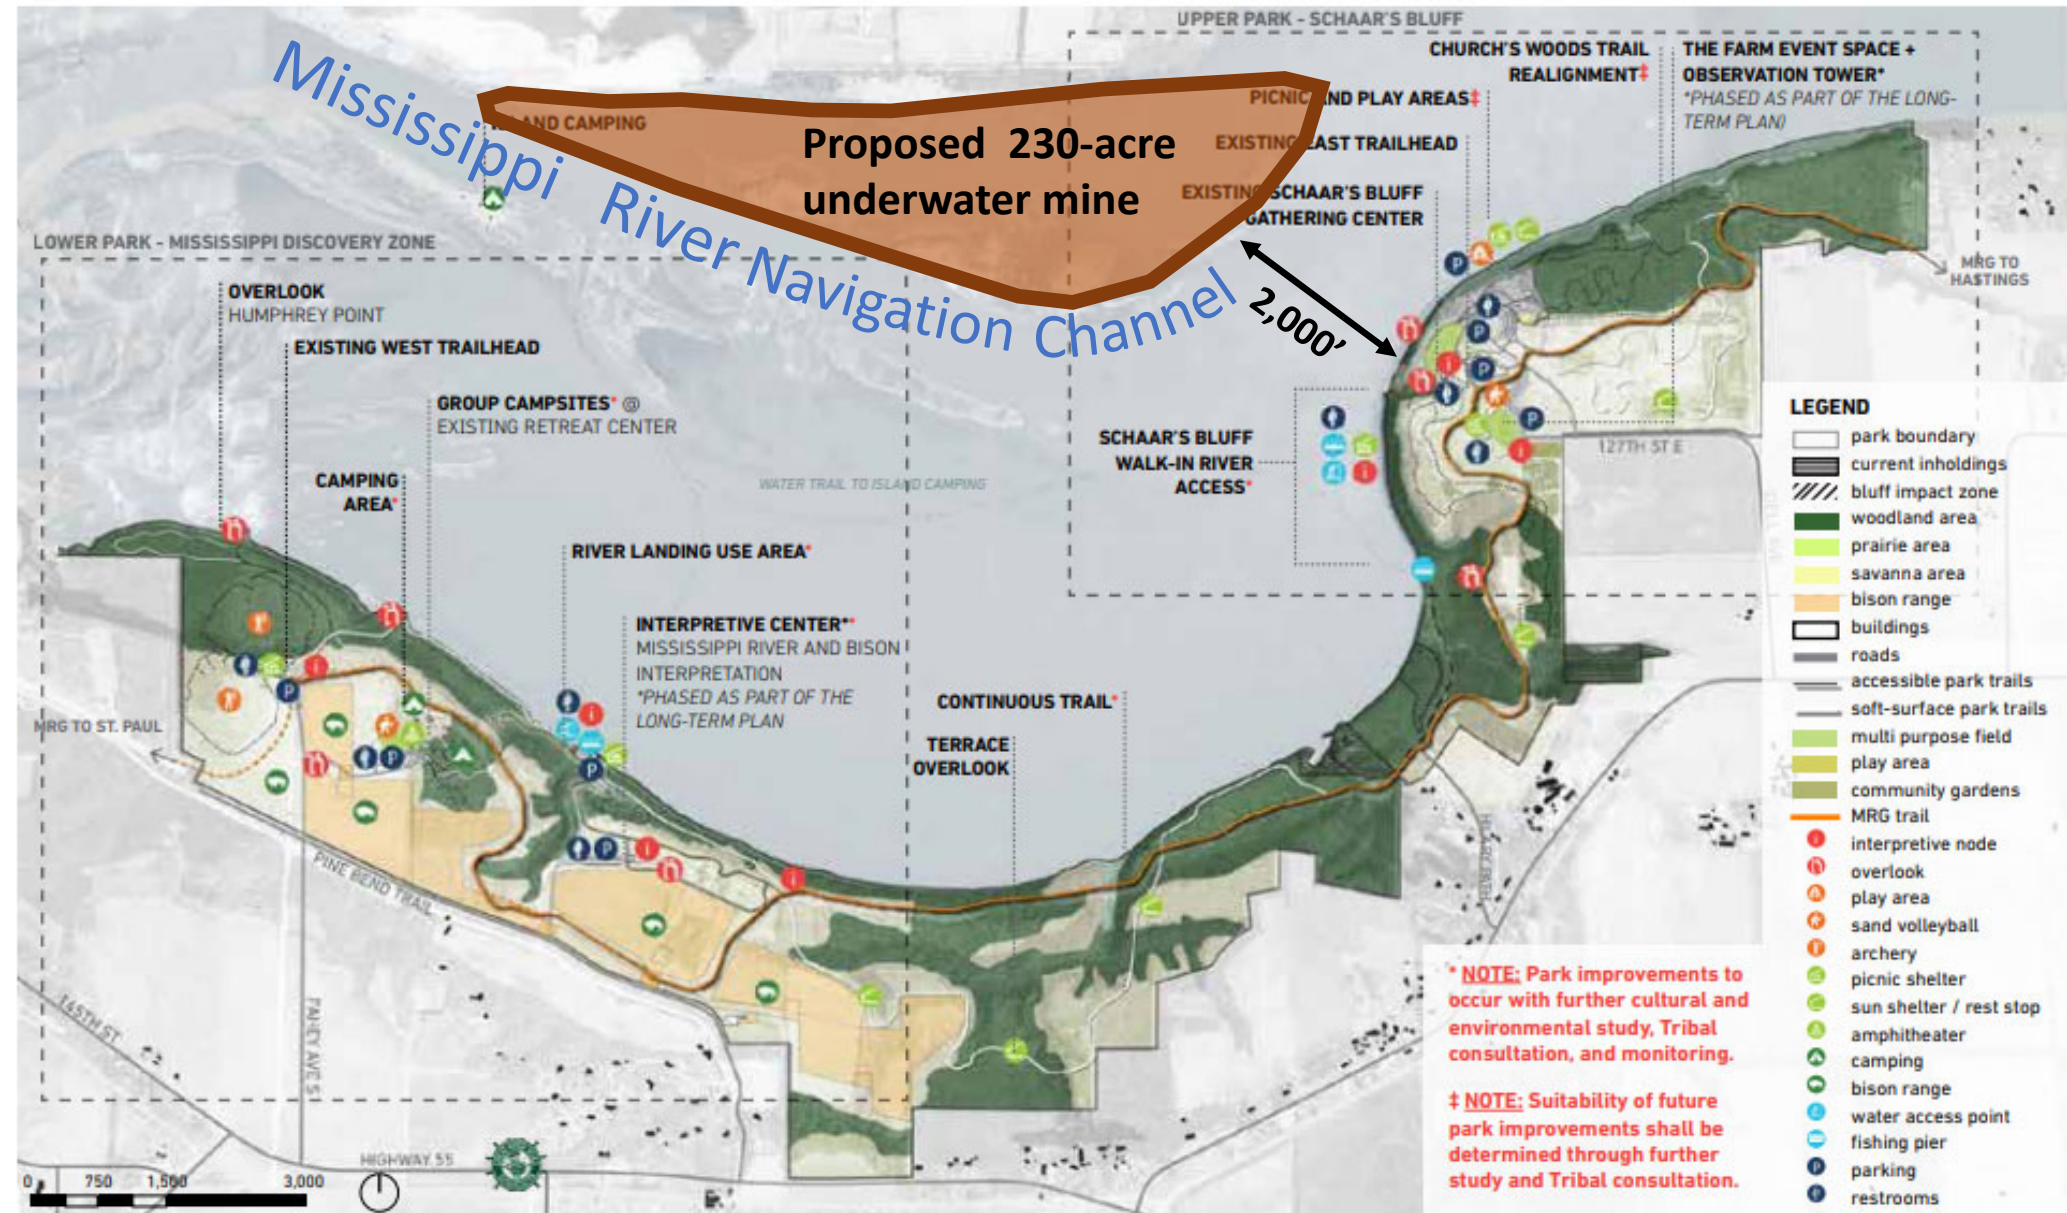 UPPER PARK - SCHAAR'S BLUFF
CHURCH'S WOODS TRAIL
REALIGNMENT‡
THE FARM EVENT SPACE +
OBSERVATION TOWER*
*PHASED AS PART OF THE LONG-
TERM PLAN)
PICNIC AND PLAY AREAS‡
EXISTING EAST TRAILHEAD
EXISTING SCHAAR'S BLUFF
GATHERING CENTER
ISLAND CAMPING
Proposed 230-acre
underwater mine
Mississippi River Navigation Channel
2,000'
MRG TO
HASTINGS
LOWER PARK - MISSISSIPPI DISCOVERY ZONE
OVERLOOK
HUMPHREY POINT
EXISTING WEST TRAILHEAD
GROUP CAMPSITES* @
EXISTING RETREAT CENTER
CAMPING
AREA*
WATER TRAIL TO ISLAND CAMPING
SCHAAR'S BLUFF
WALK-IN RIVER
ACCESS*
127TH ST E
RIVER LANDING USE AREA*
INTERPRETIVE CENTER**
MISSISSIPPI RIVER AND BISON
INTERPRETATION
*PHASED AS PART OF THE
LONG-TERM PLAN
CONTINUOUS TRAIL*
TERRACE
OVERLOOK
MRG TO ST. PAUL
PINE BEND TRAIL
FAHEY AVE S
145TH ST
HIGHWAY 55
0 750 1,500 3,000
LEGEND
park boundary
current inholdings
bluff impact zone
woodland area
prairie area
savanna area
bison range
buildings
roads
accessible park trails
soft-surface park trails
multi purpose field
play area
community gardens
MRG trail
interpretive node
overlook
play area
sand volleyball
archery
picnic shelter
sun shelter / rest stop
amphitheater
camping
bison range
water access point
fishing pier
P parking
restrooms
* NOTE: Park improvements to
occur with further cultural and
environmental study, Tribal
consultation, and monitoring.
‡ NOTE: Suitability of future
park improvements shall be
determined through further
study and Tribal consultation.